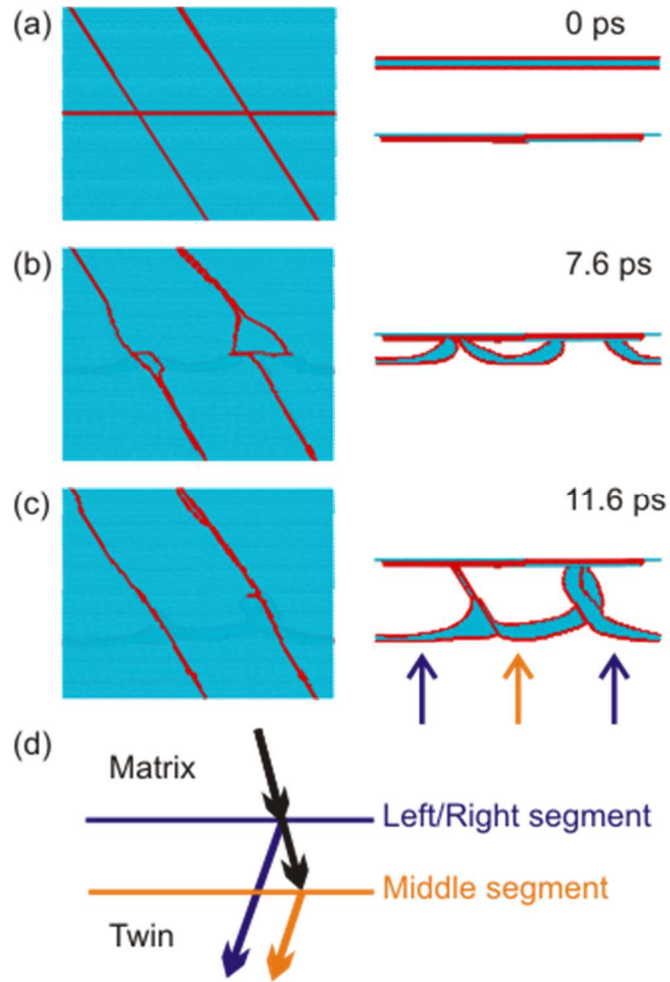 (a)
0 ps
(b)
7.6 ps
(c)
11.6 ps
(d)
Matrix
Left/Right segment
Middle segment
Twin